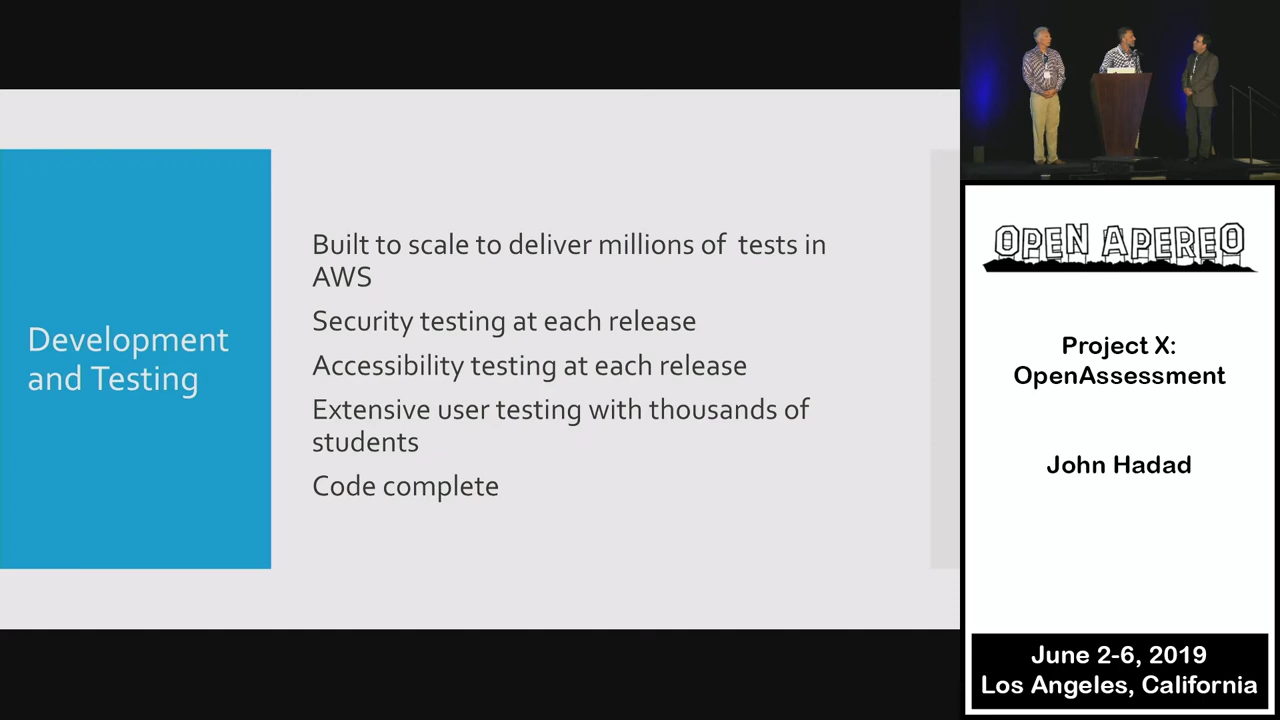 Development
and Testing
Built to scale to deliver millions of tests in
AWS
Security testing at each release
Accessibility testing at each release
Extensive user testing with thousands of
students
Code complete
OPEN APEREO
Project X:
OpenAssessment
John Hadad
June 2-6, 2019
Los Angeles, California